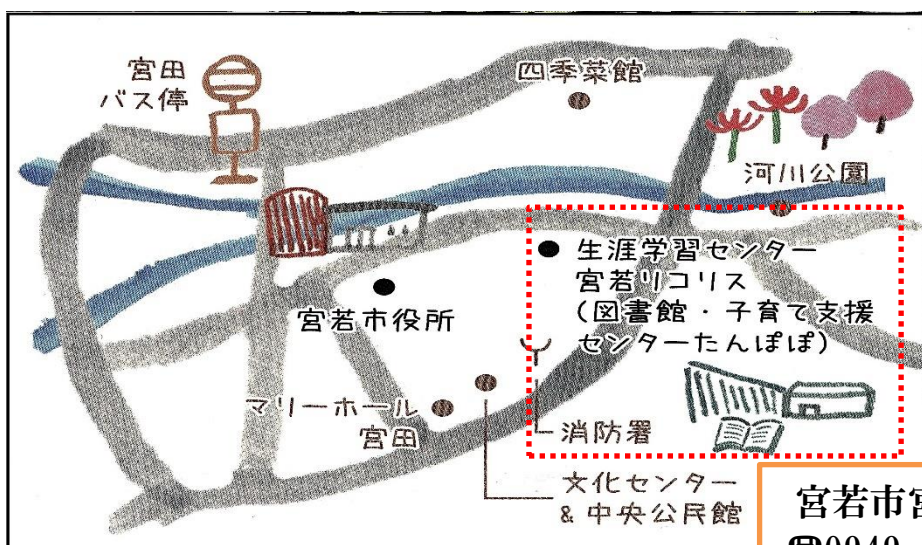 宮田
バス停
四季菜館
河川公園
生涯学習センター
宮若リコリス
(図書館・子育て支援
センターたんぽぽ)
宮若市役所
マリーホール
宮田
消防署
文化センター
&中央公民館
宮若市宮
☎0949